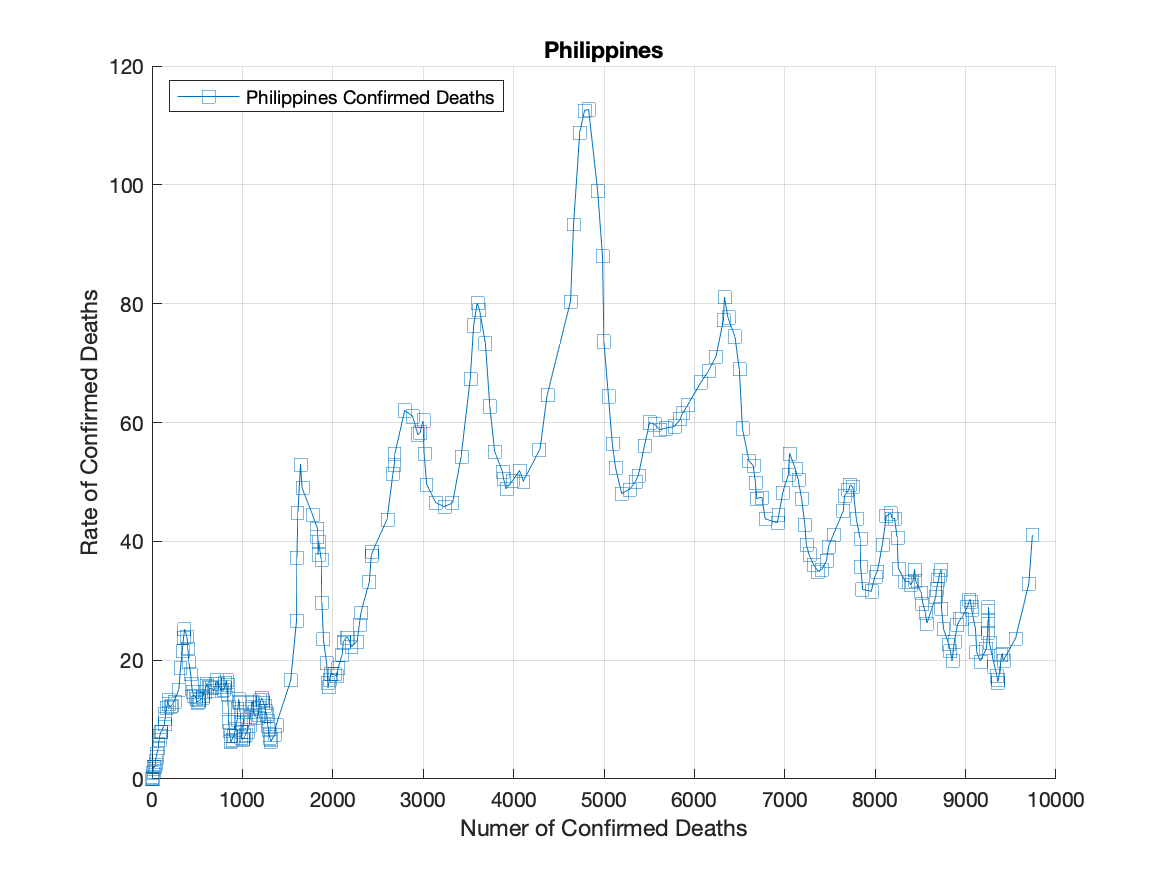 Philippines
Philippines Confirmed Deaths
120
100
80
60
40
20
0
Rate of Confirmed Deaths
0 1000 2000 3000 4000 5000 6000 7000 8000 9000 10000
Numer of Confirmed Deaths